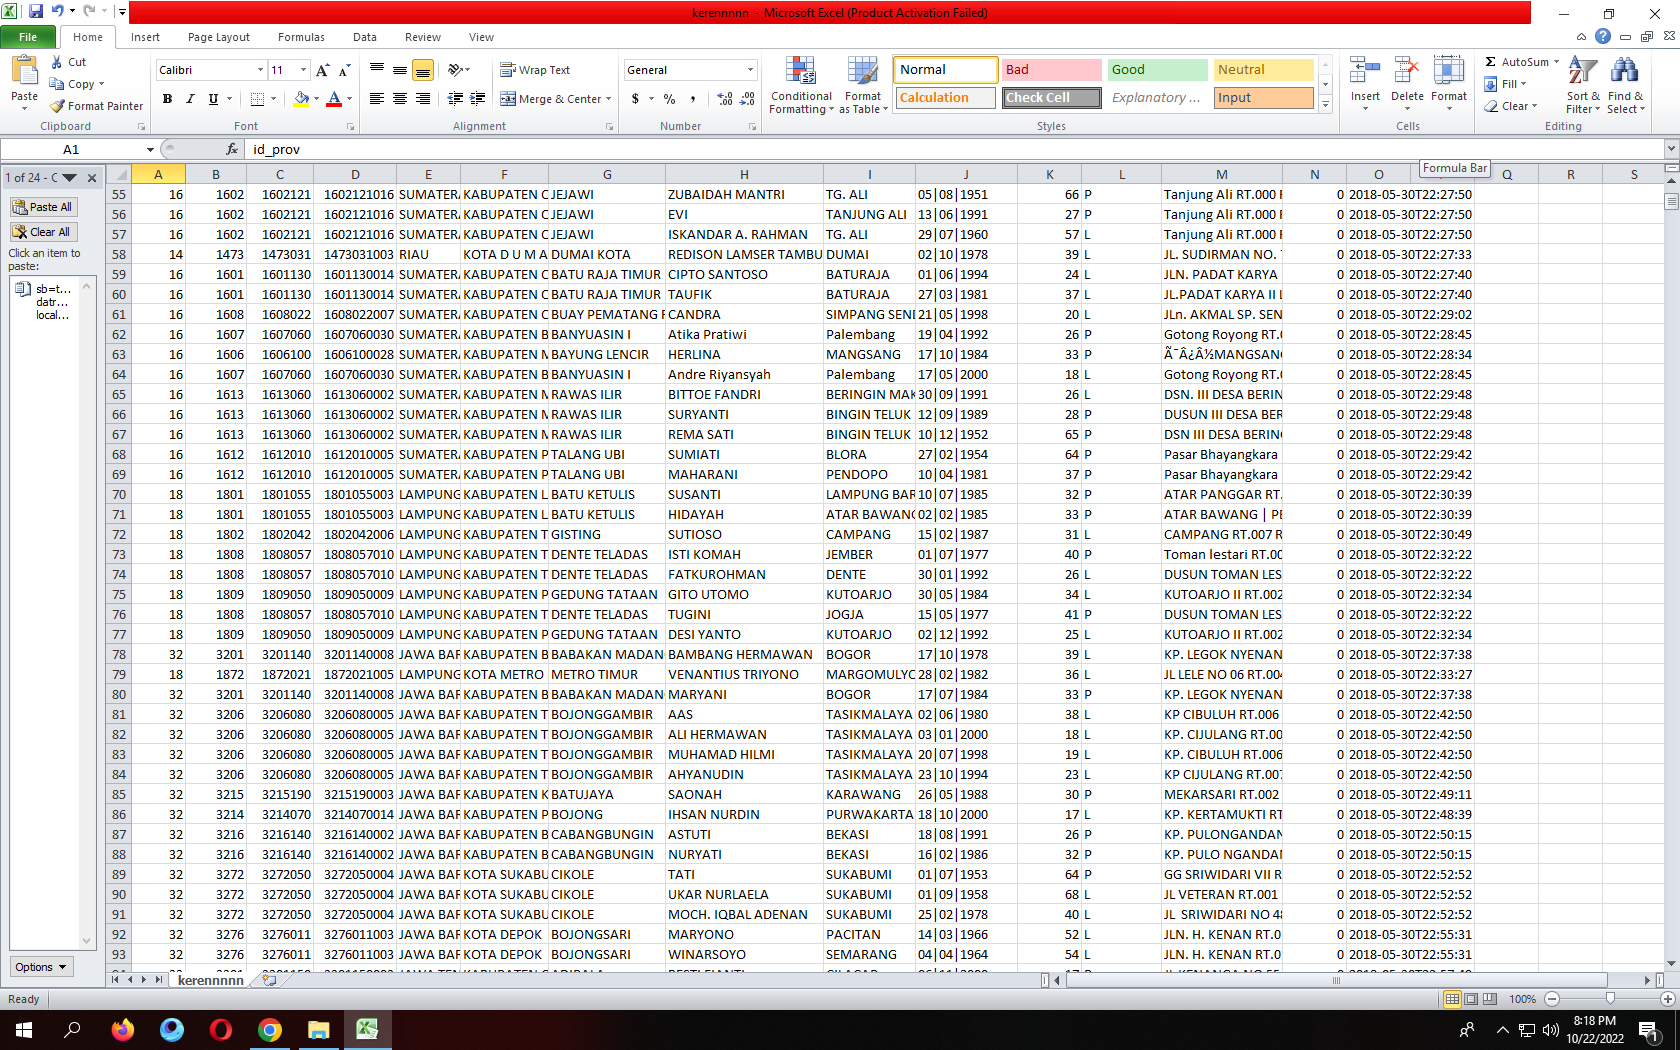 kerennnnn - Microsoft Excel (Product Activation Failed)
File Home Insert Page Layout Formulas Data Review View
Paste Cut Copy Format Painter Calibri 11 Wrap Text Merge & Center General Conditional Formatting Format as Table Normal Bad Good Neutral Calculation Check Cell Explanatory ... Input Insert Delete Format AutoSum Fill Clear Sort & Filter Find & Select
Clipboard Font Alignment Number Styles Cells Editing
A1 fx id_prov
Formula Bar
1 of 24 - C
Paste All
Clear All
Click an item to
paste:
sb=t...
datr...
local...
Options
A B C D E F G H I J K L M N O Q R S
55 16 1602 1602121 1602121016 SUMATERA KABUPATEN O JEJAWI ZUBAIDAH MANTRI TG. ALI 05|08|1951 66 P Tanjung Ali RT.000 0 2018-05-30T22:27:50
56 16 1602 1602121 1602121016 SUMATERA KABUPATEN O JEJAWI EVI TANJUNG ALI 13|06|1991 27 P Tanjung Ali RT.000 0 2018-05-30T22:27:50
57 16 1602 1602121 1602121016 SUMATERA KABUPATEN O JEJAWI ISKANDAR A. RAHMAN TG. ALI 29|07|1960 57 L Tanjung Ali RT.000 0 2018-05-30T22:27:50
58 14 1473 1473031 1473031003 RIAU KOTA D U M A DUMAI KOTA REDISON LAMSER TAMBU DUMAI 02|10|1978 39 L JL. SUDIRMAN NO. 0 2018-05-30T22:27:33
59 16 1601 1601130 1601130014 SUMATERA KABUPATEN O BATU RAJA TIMUR CIPTO SANTOSO BATURAJA 01|06|1994 24 L JLN. PADAT KARYA 0 2018-05-30T22:27:40
60 16 1601 1601130 1601130014 SUMATERA KABUPATEN O BATU RAJA TIMUR TAUFIK BATURAJA 27|03|1981 37 L JL.PADAT KARYA II 0 2018-05-30T22:27:40
61 16 1608 1608022 1608022007 SUMATERA KABUPATEN O BUAY PEMATANG CANDRA SIMPANG SEN 21|05|1998 20 L JLn. AKMAL SP. SEN 0 2018-05-30T22:29:02
62 16 1607 1607060 1607060030 SUMATERA KABUPATEN B BANYUASIN I Atika Pratiwi Palembang 19|04|1992 26 P Gotong Royong RT. 0 2018-05-30T22:28:45
63 16 1606 1606100 1606100028 SUMATERA KABUPATEN M BAYUNG LENCIR HERLINA MANGSANG 17|10|1984 33 P Ã¯Â¿Â½MANGSANG 0 2018-05-30T22:28:34
64 16 1607 1607060 1607060030 SUMATERA KABUPATEN B BANYUASIN I Andre Riyansyah Palembang 17|05|2000 18 L Gotong Royong RT. 0 2018-05-30T22:28:45
65 16 1613 1613060 1613060002 SUMATERA KABUPATEN M RAWAS ILIR BITTOE FANDRI BERINGIN MAK 30|09|1991 26 L DSN. III DESA BERIN 0 2018-05-30T22:29:48
66 16 1613 1613060 1613060002 SUMATERA KABUPATEN M RAWAS ILIR SURYANTI BINGIN TELUK 12|09|1989 28 P DUSUN III DESA BER 0 2018-05-30T22:29:48
67 16 1613 1613060 1613060002 SUMATERA KABUPATEN M RAWAS ILIR REMA SATI BINGIN TELUK 10|12|1952 65 P DSN III DESA BERING 0 2018-05-30T22:29:48
68 16 1612 1612010 1612010005 SUMATERA KABUPATEN P TALANG UBI SUMIATI BLORA 27|02|1954 64 P Pasar Bhayangkara 0 2018-05-30T22:29:42
69 16 1612 1612010 1612010005 SUMATERA KABUPATEN P TALANG UBI MAHARANI PENDOPO 10|04|1981 37 P Pasar Bhayangkara 0 2018-05-30T22:29:42
70 18 1801 1801055 1801055003 LAMPUNG KABUPATEN L BATU KETULIS SUSANTI LAMPUNG BAR 10|07|1985 32 P ATAR PANGGAR RT. 0 2018-05-30T22:30:39
71 18 1801 1801055 1801055003 LAMPUNG KABUPATEN L BATU KETULIS HIDAYAH ATAR BAWANG 02|02|1985 33 P ATAR BAWANG | PE 0 2018-05-30T22:30:39
72 18 1802 1802042 1802042006 LAMPUNG KABUPATEN T GISTING SUTIOSO CAMPANG 15|02|1987 31 L CAMPANG RT.007 R 0 2018-05-30T22:30:49
73 18 1808 1808057 1808057010 LAMPUNG KABUPATEN T DENTE TELADAS ISTI KOMAH JEMBER 01|07|1977 40 P Toman lestari RT.00 0 2018-05-30T22:32:22
74 18 1808 1808057 1808057010 LAMPUNG KABUPATEN T DENTE TELADAS FATKUROHMAN DENTE 30|01|1992 26 L DUSUN TOMAN LES 0 2018-05-30T22:32:22
75 18 1809 1809050 1809050009 LAMPUNG KABUPATEN P GEDUNG TATAAN GITO UTOMO KUTOARJO 30|05|1984 34 L KUTOARJO II RT.002 0 2018-05-30T22:32:34
76 18 1808 1808057 1808057010 LAMPUNG KABUPATEN T DENTE TELADAS TUGINI JOGJA 15|05|1977 41 P DUSUN TOMAN LES 0 2018-05-30T22:32:22
77 18 1809 1809050 1809050009 LAMPUNG KABUPATEN P GEDUNG TATAAN DESI YANTO KUTOARJO 02|12|1992 25 L KUTOARJO II RT.002 0 2018-05-30T22:32:34
78 32 3201 3201140 3201140008 JAWA BAR KABUPATEN B BABAKAN MADANG BAMBANG HERMAWAN BOGOR 17|10|1978 39 L KP. LEGOK NYENAN 0 2018-05-30T22:37:38
79 18 1872 1872021 1872021005 LAMPUNG KOTA METRO METRO TIMUR VENANTIUS TRIYONO MARGOMULYO 28|02|1982 36 L JL LELE NO 06 RT.004 0 2018-05-30T22:33:27
80 32 3201 3201140 3201140008 JAWA BAR KABUPATEN B BABAKAN MADANG MARYANI BOGOR 17|07|1984 33 P KP. LEGOK NYENAN 0 2018-05-30T22:37:38
81 32 3206 3206080 3206080005 JAWA BAR KABUPATEN T BOJONGGAMBIR AAS TASIKMALAYA 02|06|1980 38 L KP CIBULUH RT.006 0 2018-05-30T22:42:50
82 32 3206 3206080 3206080005 JAWA BAR KABUPATEN T BOJONGGAMBIR ALI HERMAWAN TASIKMALAYA 03|01|2000 18 L KP. CIJULANG RT.00 0 2018-05-30T22:42:50
83 32 3206 3206080 3206080005 JAWA BAR KABUPATEN T BOJONGGAMBIR MUHAMAD HILMI TASIKMALAYA 20|07|1998 19 L KP. CIBULUH RT.006 0 2018-05-30T22:42:50
84 32 3206 3206080 3206080005 JAWA BAR KABUPATEN T BOJONGGAMBIR AHYANUDIN TASIKMALAYA 23|10|1994 23 L KP CIJULANG RT.007 0 2018-05-30T22:42:50
85 32 3215 3215190 3215190003 JAWA BAR KABUPATEN K BATUJAYA SAONAH KARAWANG 26|05|1988 30 P MEKARSARI RT.002 0 2018-05-30T22:49:11
86 32 3214 3214070 3214070014 JAWA BAR KABUPATEN P BOJONG IHSAN NURDIN PURWAKARTA 18|10|2000 17 L KP. KERTAMUKTI RT 0 2018-05-30T22:48:39
87 32 3216 3216140 3216140002 JAWA BAR KABUPATEN B CABANGBUNGIN ASTUTI BEKASI 18|08|1991 26 P KP. PULONGANDAN 0 2018-05-30T22:50:15
88 32 3216 3216140 3216140002 JAWA BAR KABUPATEN B CABANGBUNGIN NURYATI BEKASI 16|02|1986 32 P KP. PULO NGANDAN 0 2018-05-30T22:50:15
89 32 3272 3272050 3272050004 JAWA BAR KOTA SUKABU CIKOLE TATI SUKABUMI 01|07|1953 64 P GG SRIWIDARI VII R 0 2018-05-30T22:52:52
90 32 3272 3272050 3272050004 JAWA BAR KOTA SUKABU CIKOLE UKAR NURLAELA SUKABUMI 01|09|1958 68 L JL VETERAN RT.001 0 2018-05-30T22:52:52
91 32 3272 3272050 3272050004 JAWA BAR KOTA SUKABU CIKOLE MOCH. IQBAL ADENAN SUKABUMI 25|02|1978 40 L JL SRIWIDARI NO 48 0 2018-05-30T22:52:52
92 32 3276 3276011 3276011003 JAWA BAR KOTA DEPOK BOJONGSARI MARYONO PACITAN 14|03|1966 52 L JLN. H. KENAN RT.0 0 2018-05-30T22:55:31
93 32 3276 3276011 3276011003 JAWA BAR KOTA DEPOK BOJONGSARI WINARSOYO SEMARANG 04|04|1964 54 L JLN. H. KENAN RT.0 0 2018-05-30T22:55:31
kerennnnn
Ready 100%
8:18 PM
10/22/2022
1